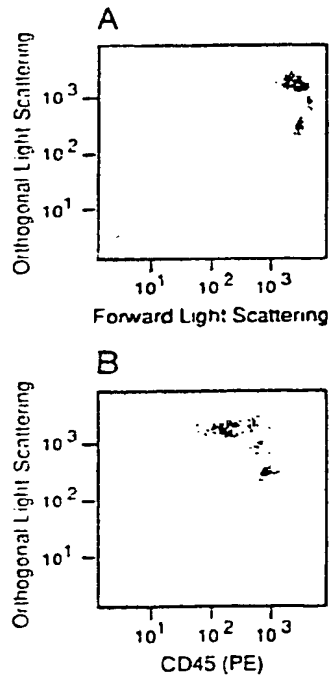 A
Orthogonal Light Scattering
10³
10²
10¹
10¹ 10² 10³
Forward Light Scattering
B
Orthogonal Light Scattering
10³
10²
10¹
10¹ 10² 10³
CD45 (PE)